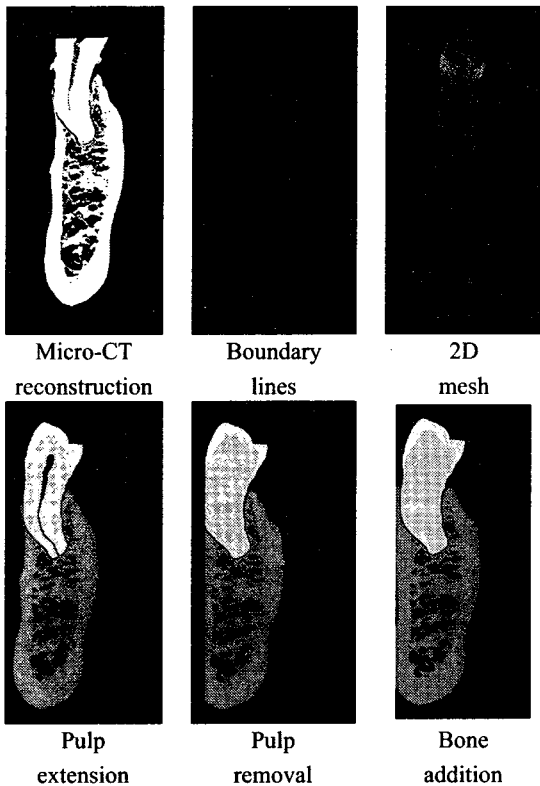 Micro-CT
reconstruction
Boundary
lines
2D
mesh
Pulp
extension
Pulp
removal
Bone
addition